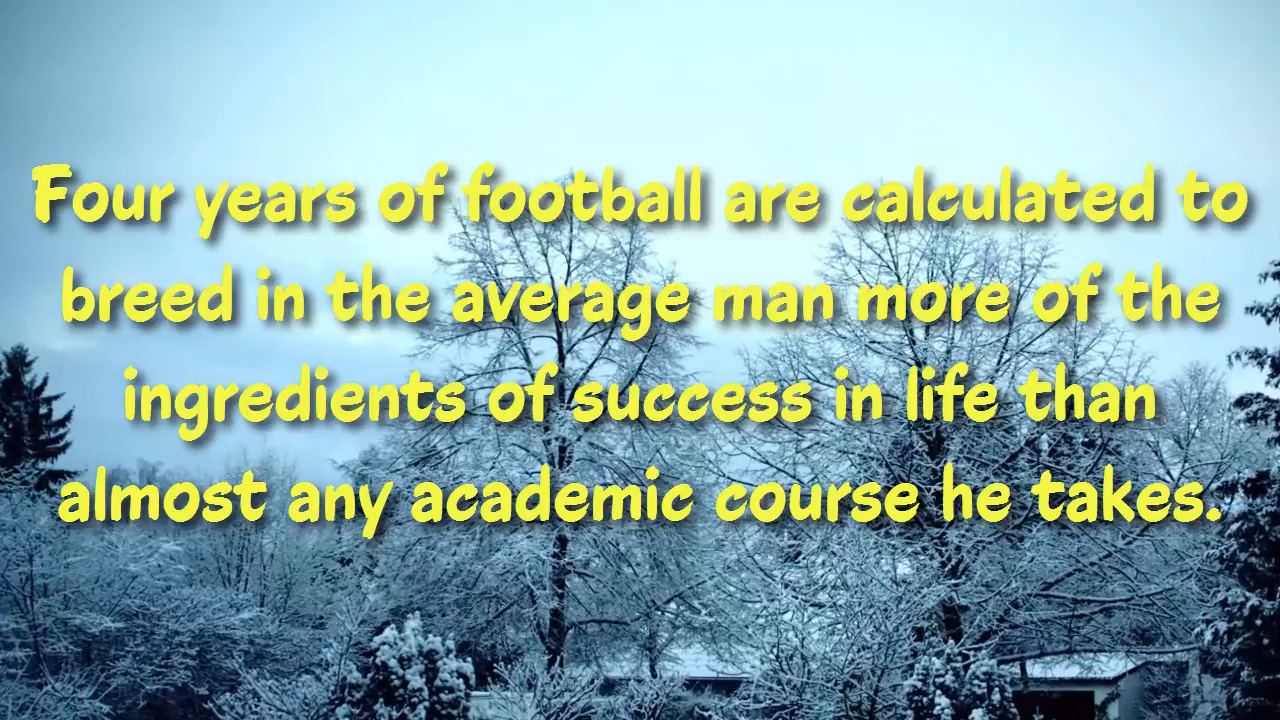 Four years of football are calculated to
breed in the average man more of the
ingredients of success in life than
almost any academic course he takes.